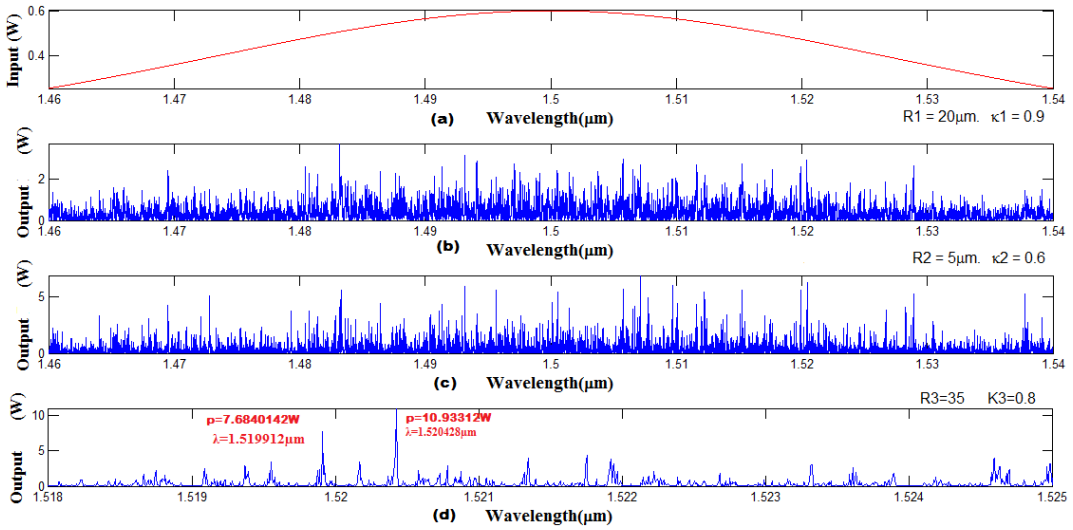 Input (W)
0.6
0.4
1.46 1.47 1.48 1.49 1.5 1.51 1.52 1.53 1.54
(a) Wavelength(μm)
R1 = 20μm. κ1 = 0.9
Output (W)
2
0
1.46 1.47 1.48 1.49 1.5 1.51 1.52 1.53 1.54
(b) Wavelength(μm)
R2 = 5μm. κ2 = 0.6
Output (W)
5
0
1.46 1.47 1.48 1.49 1.5 1.51 1.52 1.53 1.54
(c) Wavelength(μm)
R3=35 K3=0.8
Output (W)
10
5
0
p=7.6840142W
λ=1.519912μm
p=10.93312W
λ=1.520428μm
1.518 1.519 1.52 1.521 1.522 1.523 1.524 1.525
(d) Wavelength(μm)